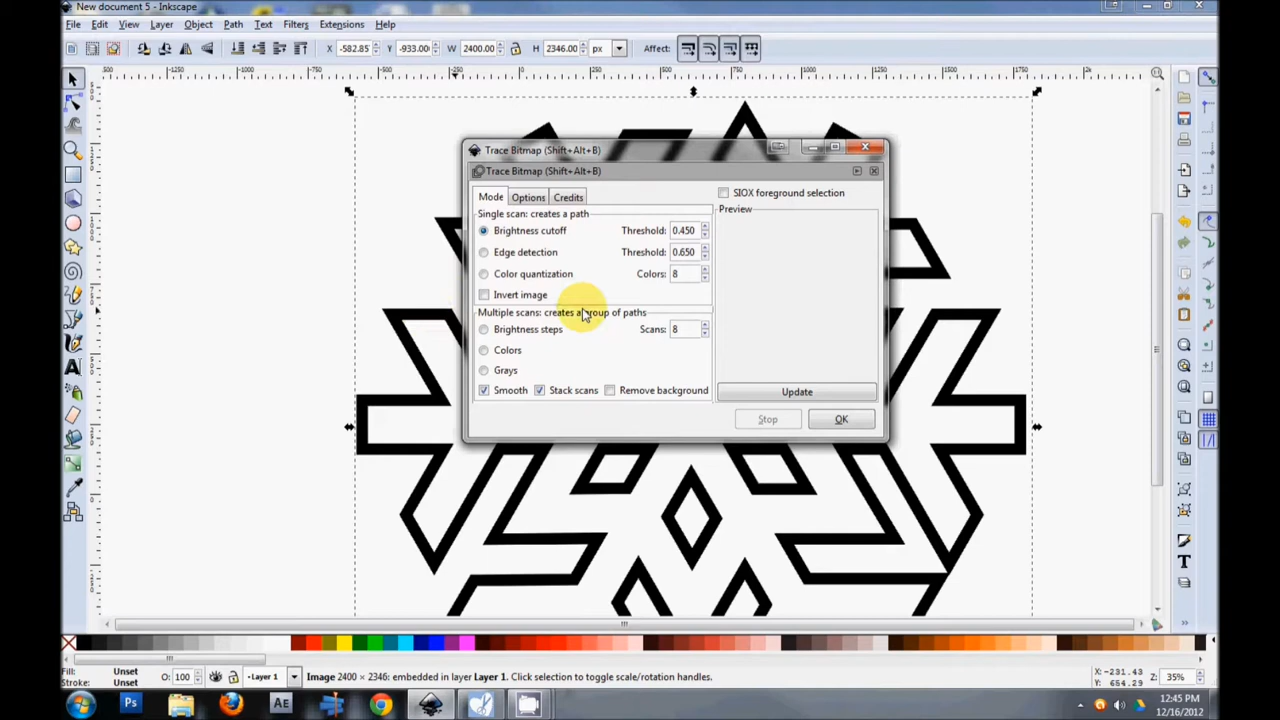 New document 5 - Inkscape
File Edit View Layer Object Path Text Filters Extensions Help
X -582.85 Y -933.00 W 2400.00 H 2346.00 px Affect:
Trace Bitmap (Shift+Alt+B)
Trace Bitmap (Shift+Alt+B)
Mode Options Credits
SIOX foreground selection
Single scan: creates a path
Preview
Brightness cutoff Threshold: 0.450
Edge detection Threshold: 0.650
Color quantization Colors: 8
Invert image
Multiple scans: creates a group of paths
Brightness steps Scans: 8
Colors
Grays
Smooth Stack scans Remove background
Update
Stop OK
Fill: Unset
Stroke: Unset
O: 100
Layer 1
Image 2400 × 2346: embedded in layer Layer 1. Click selection to toggle scale/rotation handles.
X: -231.43
Y: 654.29
Z: 35%
Ps AE
12:45 PM
12/16/2012